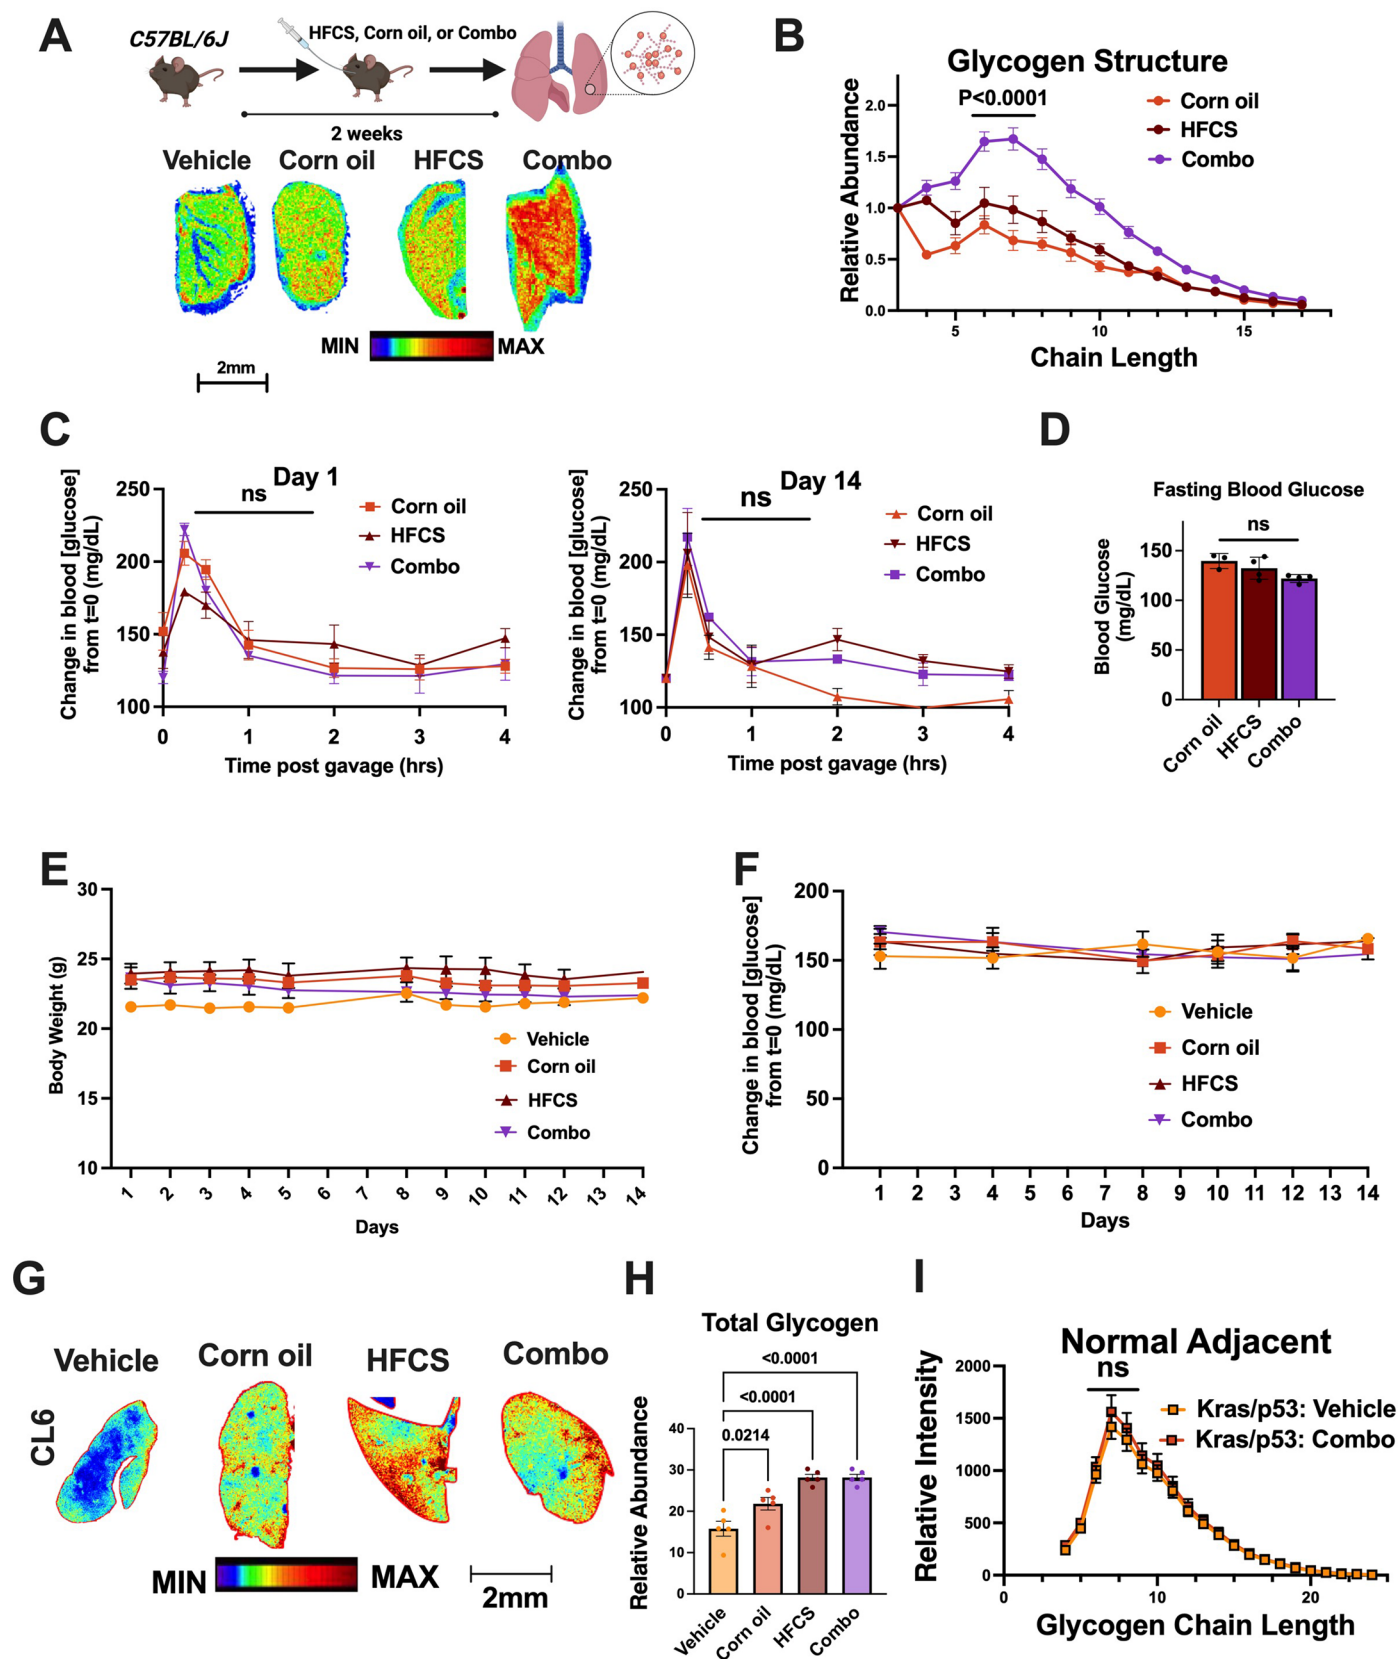 A
C57BL/6J
HFCS, Corn oil, or Combo
2 weeks
Vehicle
Corn oil
HFCS
Combo
MIN
MAX
2mm
B
Glycogen Structure
P<0.0001
Corn oil
HFCS
Combo
Relative Abundance
2.0
1.5
1.0
0.5
0.0
5
10
15
Chain Length
C
Day 1
ns
Corn oil
HFCS
Combo
Change in blood [glucose]
from t=0 (mg/dL)
250
200
150
100
0
1
2
3
4
Time post gavage (hrs)
Day 14
ns
Corn oil
HFCS
Combo
Change in blood [glucose]
from t=0 (mg/dL)
250
200
150
100
0
1
2
3
4
Time post gavage (hrs)
D
Fasting Blood Glucose
ns
Blood Glucose
(mg/dL)
150
100
50
0
Corn oil
HFCS
Combo
E
Body Weight (g)
30
25
20
15
10
Vehicle
Corn oil
HFCS
Combo
1
2
3
4
5
6
7
8
9
10
11
12
13
14
Days
F
Change in blood [glucose]
from t=0 (mg/dL)
200
150
100
50
0
Vehicle
Corn oil
HFCS
Combo
1
2
3
4
5
6
7
8
9
10
11
12
13
14
Days
G
CL6
Vehicle
Corn oil
HFCS
Combo
MIN
MAX
2mm
H
Total Glycogen
<0.0001
<0.0001
0.0214
Relative Abundance
40
30
20
10
0
Vehicle
Corn oil
HFCS
Combo
I
Normal Adjacent
ns
Kras/p53: Vehicle
Kras/p53: Combo
Relative Intensity
2000
1500
1000
500
0
0
10
20
Glycogen Chain Length